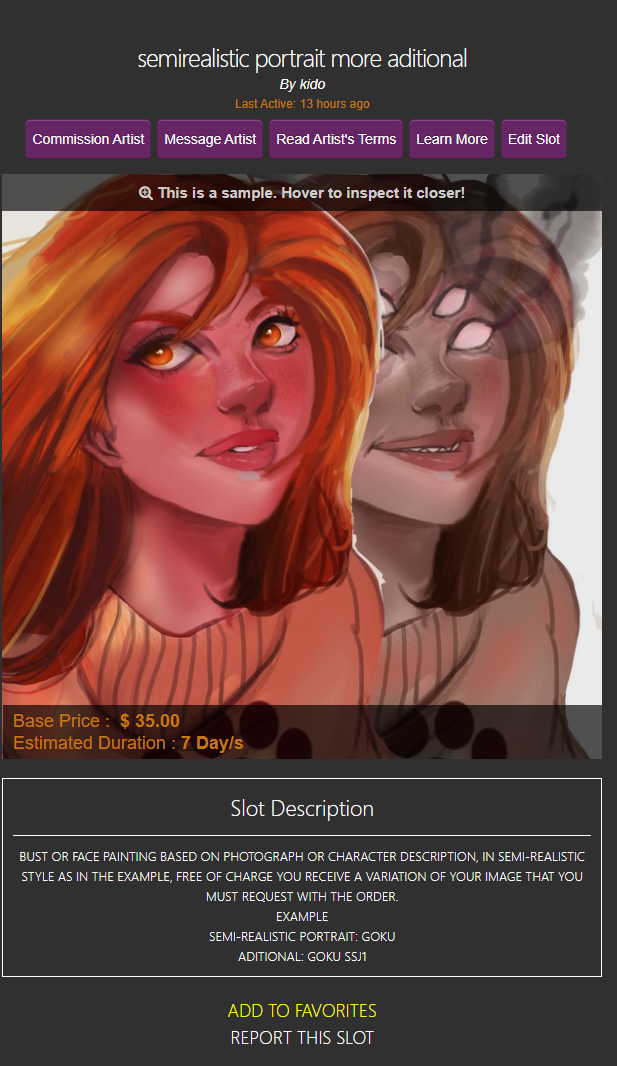 semirealistic portrait more aditional
By kido
Last Active: 13 hours ago
Commission Artist Message Artist Read Artist's Terms Learn More Edit Slot
This is a sample. Hover to inspect it closer!
Base Price : $ 35.00
Estimated Duration : 7 Day/s
Slot Description
BUST OR FACE PAINTING BASED ON PHOTOGRAPH OR CHARACTER DESCRIPTION, IN SEMI-REALISTIC
STYLE AS IN THE EXAMPLE, FREE OF CHARGE YOU RECEIVE A VARIATION OF YOUR IMAGE THAT YOU
MUST REQUEST WITH THE ORDER.
EXAMPLE
SEMI-REALISTIC PORTRAIT: GOKU
ADITIONAL: GOKU SSJ1
ADD TO FAVORITES
REPORT THIS SLOT